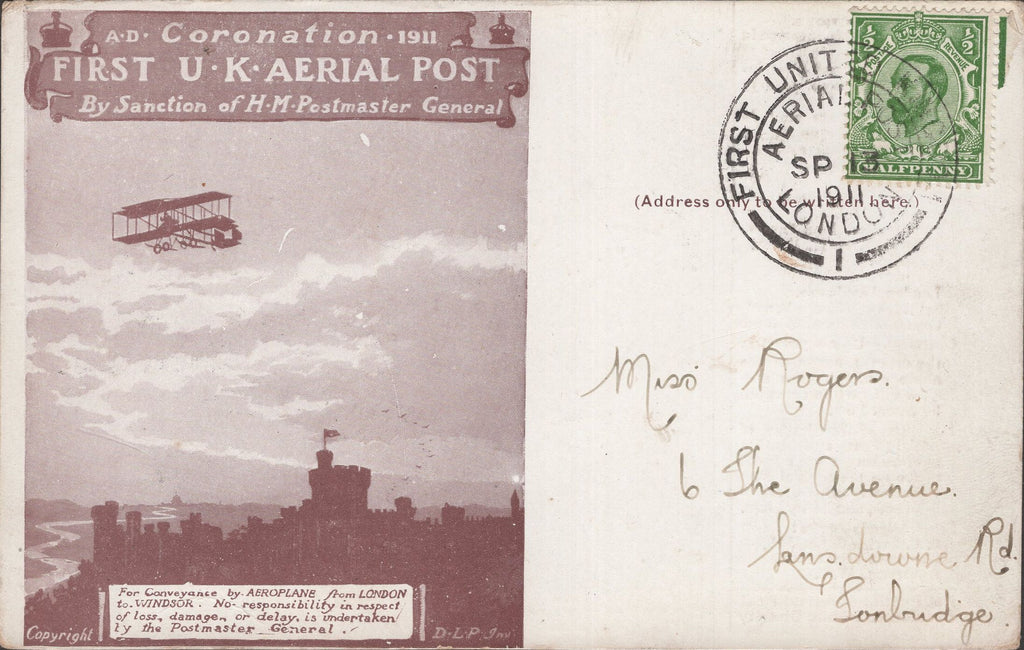 A·D· Coronation · 1911
FIRST U·K·AERIAL POST
By Sanction of H·M·Postmaster General
For Conveyance by AEROPLANE from LONDON
to WINDSOR. No responsibility in respect
of loss, damage, or delay, is undertaken
by the Postmaster General.
Copyright
D·L·P· Inv
½ ½
Postage Revenue
HALFPENNY
FIRST UNIT
AERIAL
SP 13
1911
LONDON
1
(Address only to be written here.)
Miss Rogers.
6 The Avenue.
Lansdowne Rd.
Tonbridge.